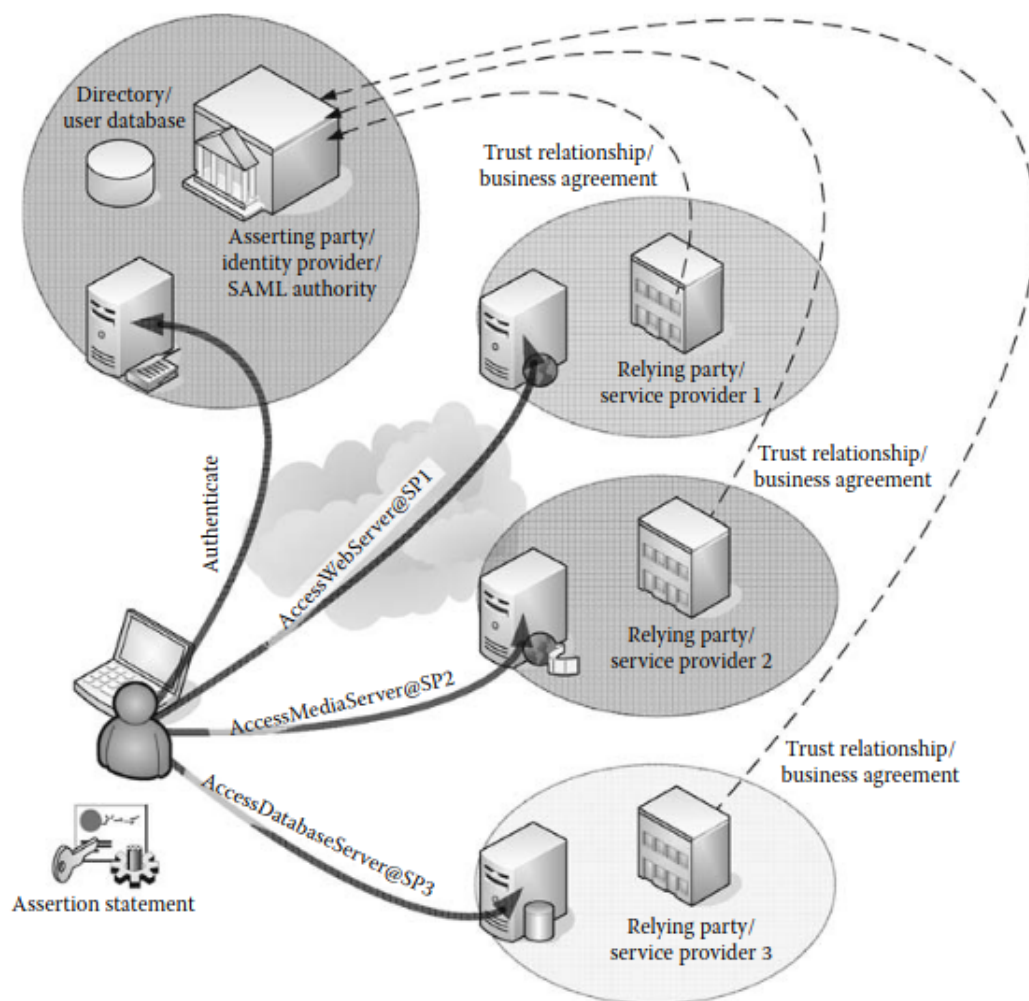 Directory/
user database
Asserting party/
identity provider/
SAML authority
Trust relationship/
business agreement
Relying party/
service provider 1
Authenticate
AccessWebServer@SP1
Trust relationship/
business agreement
Relying party/
service provider 2
AccessMediaServer@SP2
Trust relationship/
business agreement
AccessDatabaseServer@SP3
Assertion statement
Relying party/
service provider 3